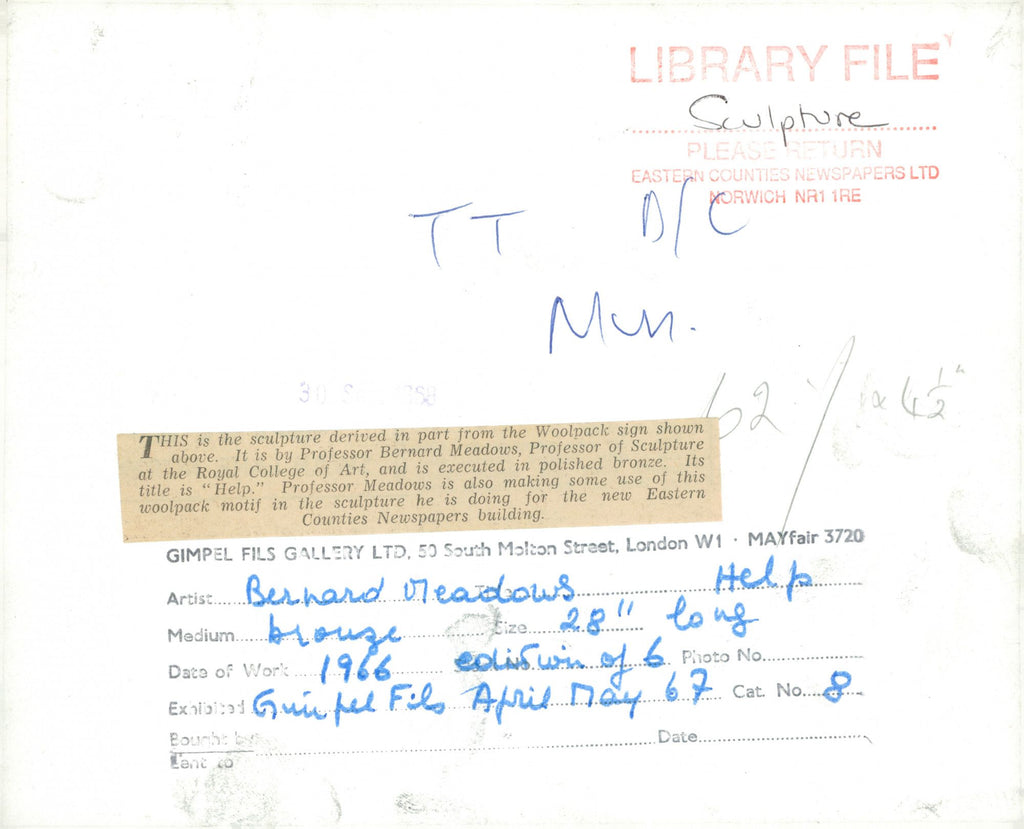 LIBRARY FILE
Sculpture
PLEASE RETURN
EASTERN COUNTIES NEWSPAPERS LTD
NORWICH NR1 1RE
TT D/C
62 x 4½"
THIS is the sculpture derived in part from the Woolpack sign shown
above. It is by Professor Bernard Meadows, Professor of Sculpture
at the Royal College of Art, and is executed in polished bronze. Its
title is "Help." Professor Meadows is also making some use of this
woolpack motif in the sculpture he is doing for the new Eastern
Counties Newspapers building.
GIMPEL FILS GALLERY LTD, 50 South Molton Street, London W1 · MAYfair 3720
Artist Bernard Meadows Help
Medium bronze Size 28" long
Date of Work 1966 edition of 6 Photo No.
Exhibited Gimpel Fils April May 67 Cat. No. 8
Bought by Date
Lent to